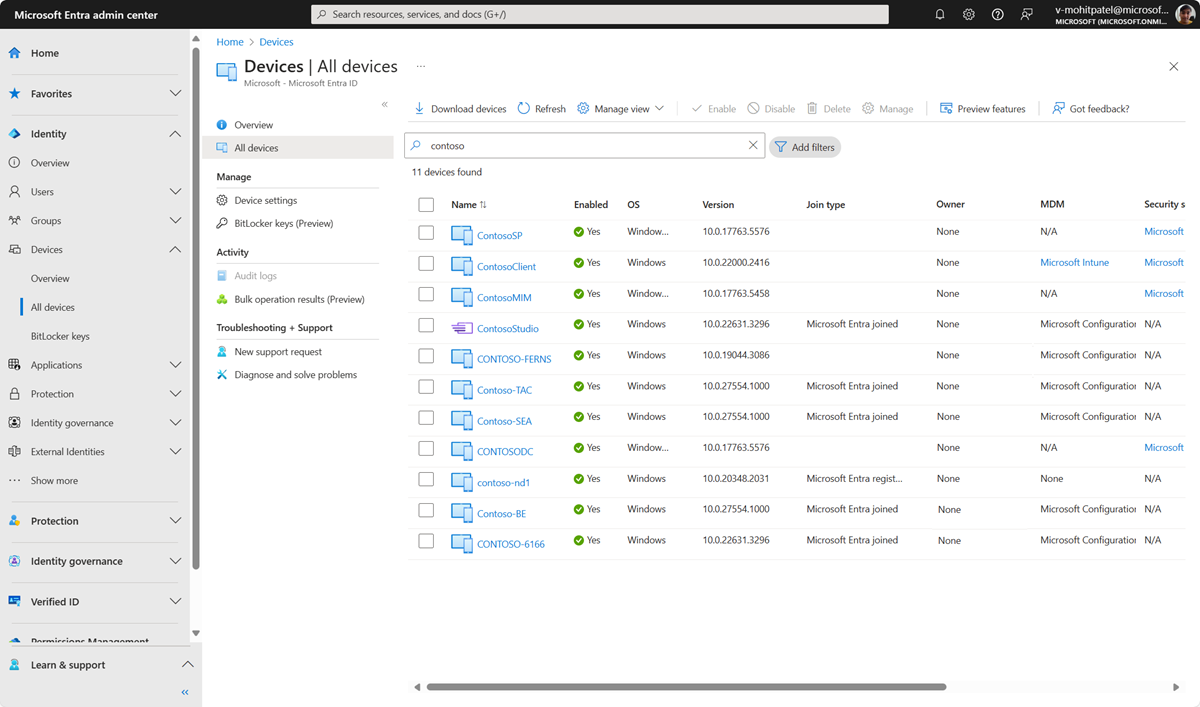 Microsoft Entra admin center
Search resources, services, and docs (G+/)
v-mohitpatel@microsof...
MICROSOFT (MICROSOFT.ONMI...
Home
Favorites
Identity
Overview
Users
Groups
Devices
Overview
All devices
BitLocker keys
Applications
Protection
Identity governance
External Identities
Show more
Protection
Identity governance
Verified ID
Permissions Management
Learn & support
Home > Devices
Devices | All devices ...
Microsoft - Microsoft Entra ID
Overview
All devices
Manage
Device settings
BitLocker keys (Preview)
Activity
Audit logs
Bulk operation results (Preview)
Troubleshooting + Support
New support request
Diagnose and solve problems
Download devices Refresh Manage view Enable Disable Delete Manage Preview features Got feedback?
contoso Add filters
11 devices found
Name Enabled OS Version Join type Owner MDM Security s
ContosoSP Yes Window... 10.0.17763.5576 None N/A Microsoft
ContosoClient Yes Window... 10.0.22000.2416 None Microsoft Intune Microsoft
ContosoMIM Yes Window... 10.0.17763.5458 None N/A Microsoft
ContosoStudio Yes Windows 10.0.22631.3296 Microsoft Entra joined None Microsoft Configuration N/A
CONTOSO-FERNS Yes Windows 10.0.19044.3086 None Microsoft Configuration N/A
Contoso-TAC Yes Windows 10.0.27554.1000 Microsoft Entra joined None Microsoft Configuration N/A
Contoso-SEA Yes Windows 10.0.27554.1000 Microsoft Entra joined None Microsoft Configuration N/A
CONTOSODC Yes Window... 10.0.17763.5576 None N/A Microsoft
contoso-nd1 Yes Windows 10.0.20348.2031 Microsoft Entra regist... None None N/A
Contoso-BE Yes Windows 10.0.27554.1000 Microsoft Entra joined None Microsoft Configuration N/A
CONTOSO-6166 Yes Windows 10.0.22631.3296 Microsoft Entra joined None Microsoft Configuration N/A